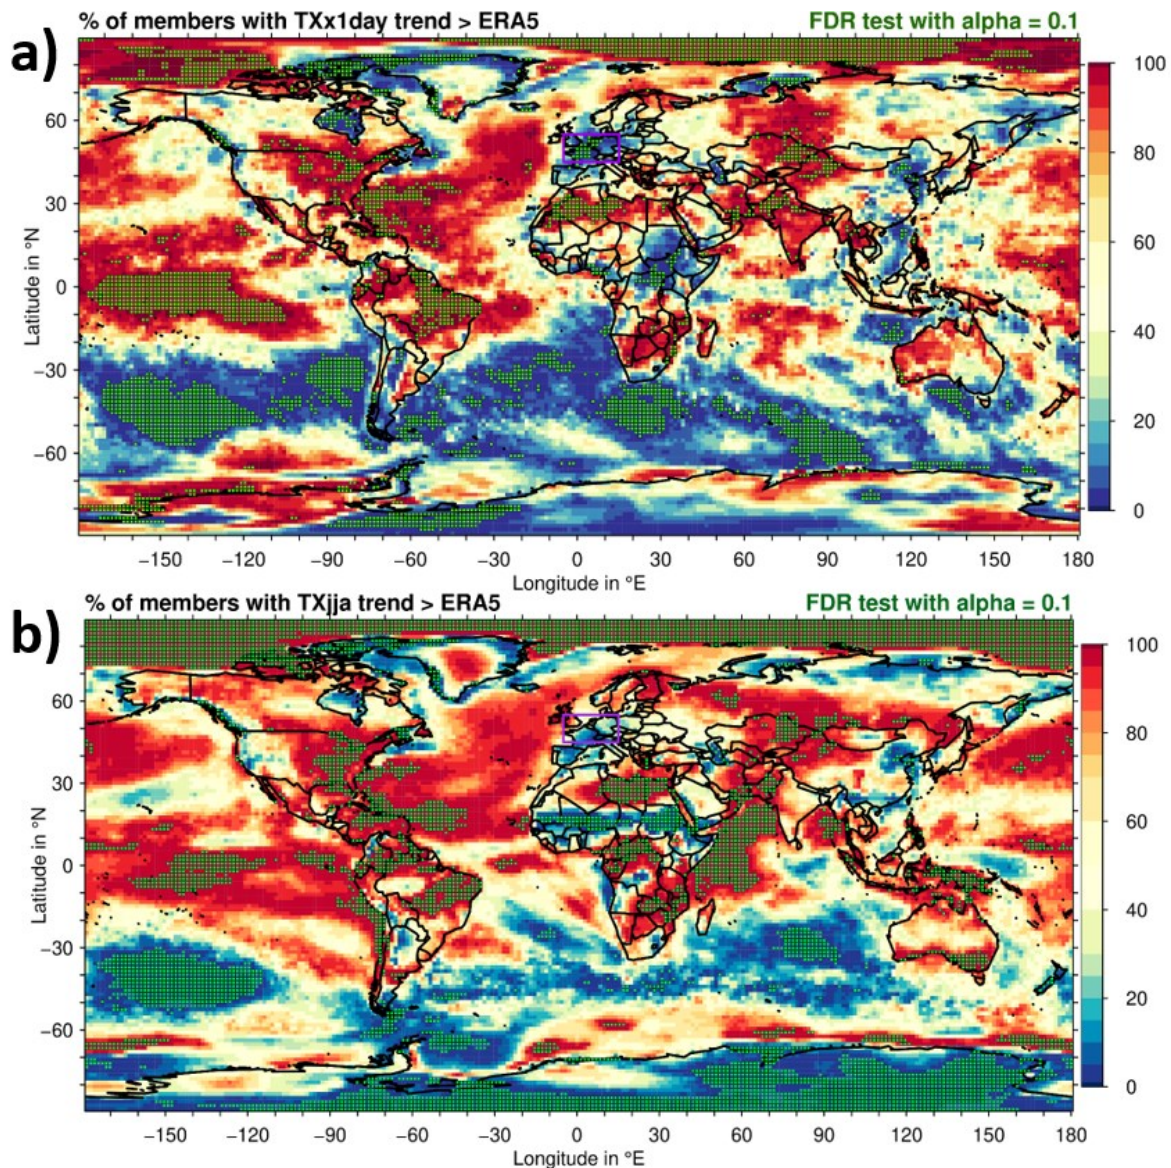 a)
% of members with TXx1day trend > ERA5 FDR test with alpha = 0.1
Latitude in °N
60
30
0
−30
−60
−150 −120 −90 −60 −30 0 30 60 90 120 150 180
Longitude in °E
100
80
60
40
20
0
b)
% of members with TXjja trend > ERA5 FDR test with alpha = 0.1
Latitude in °N
60
30
0
−30
−60
−150 −120 −90 −60 −30 0 30 60 90 120 150 180
Longitude in °E
100
80
60
40
20
0